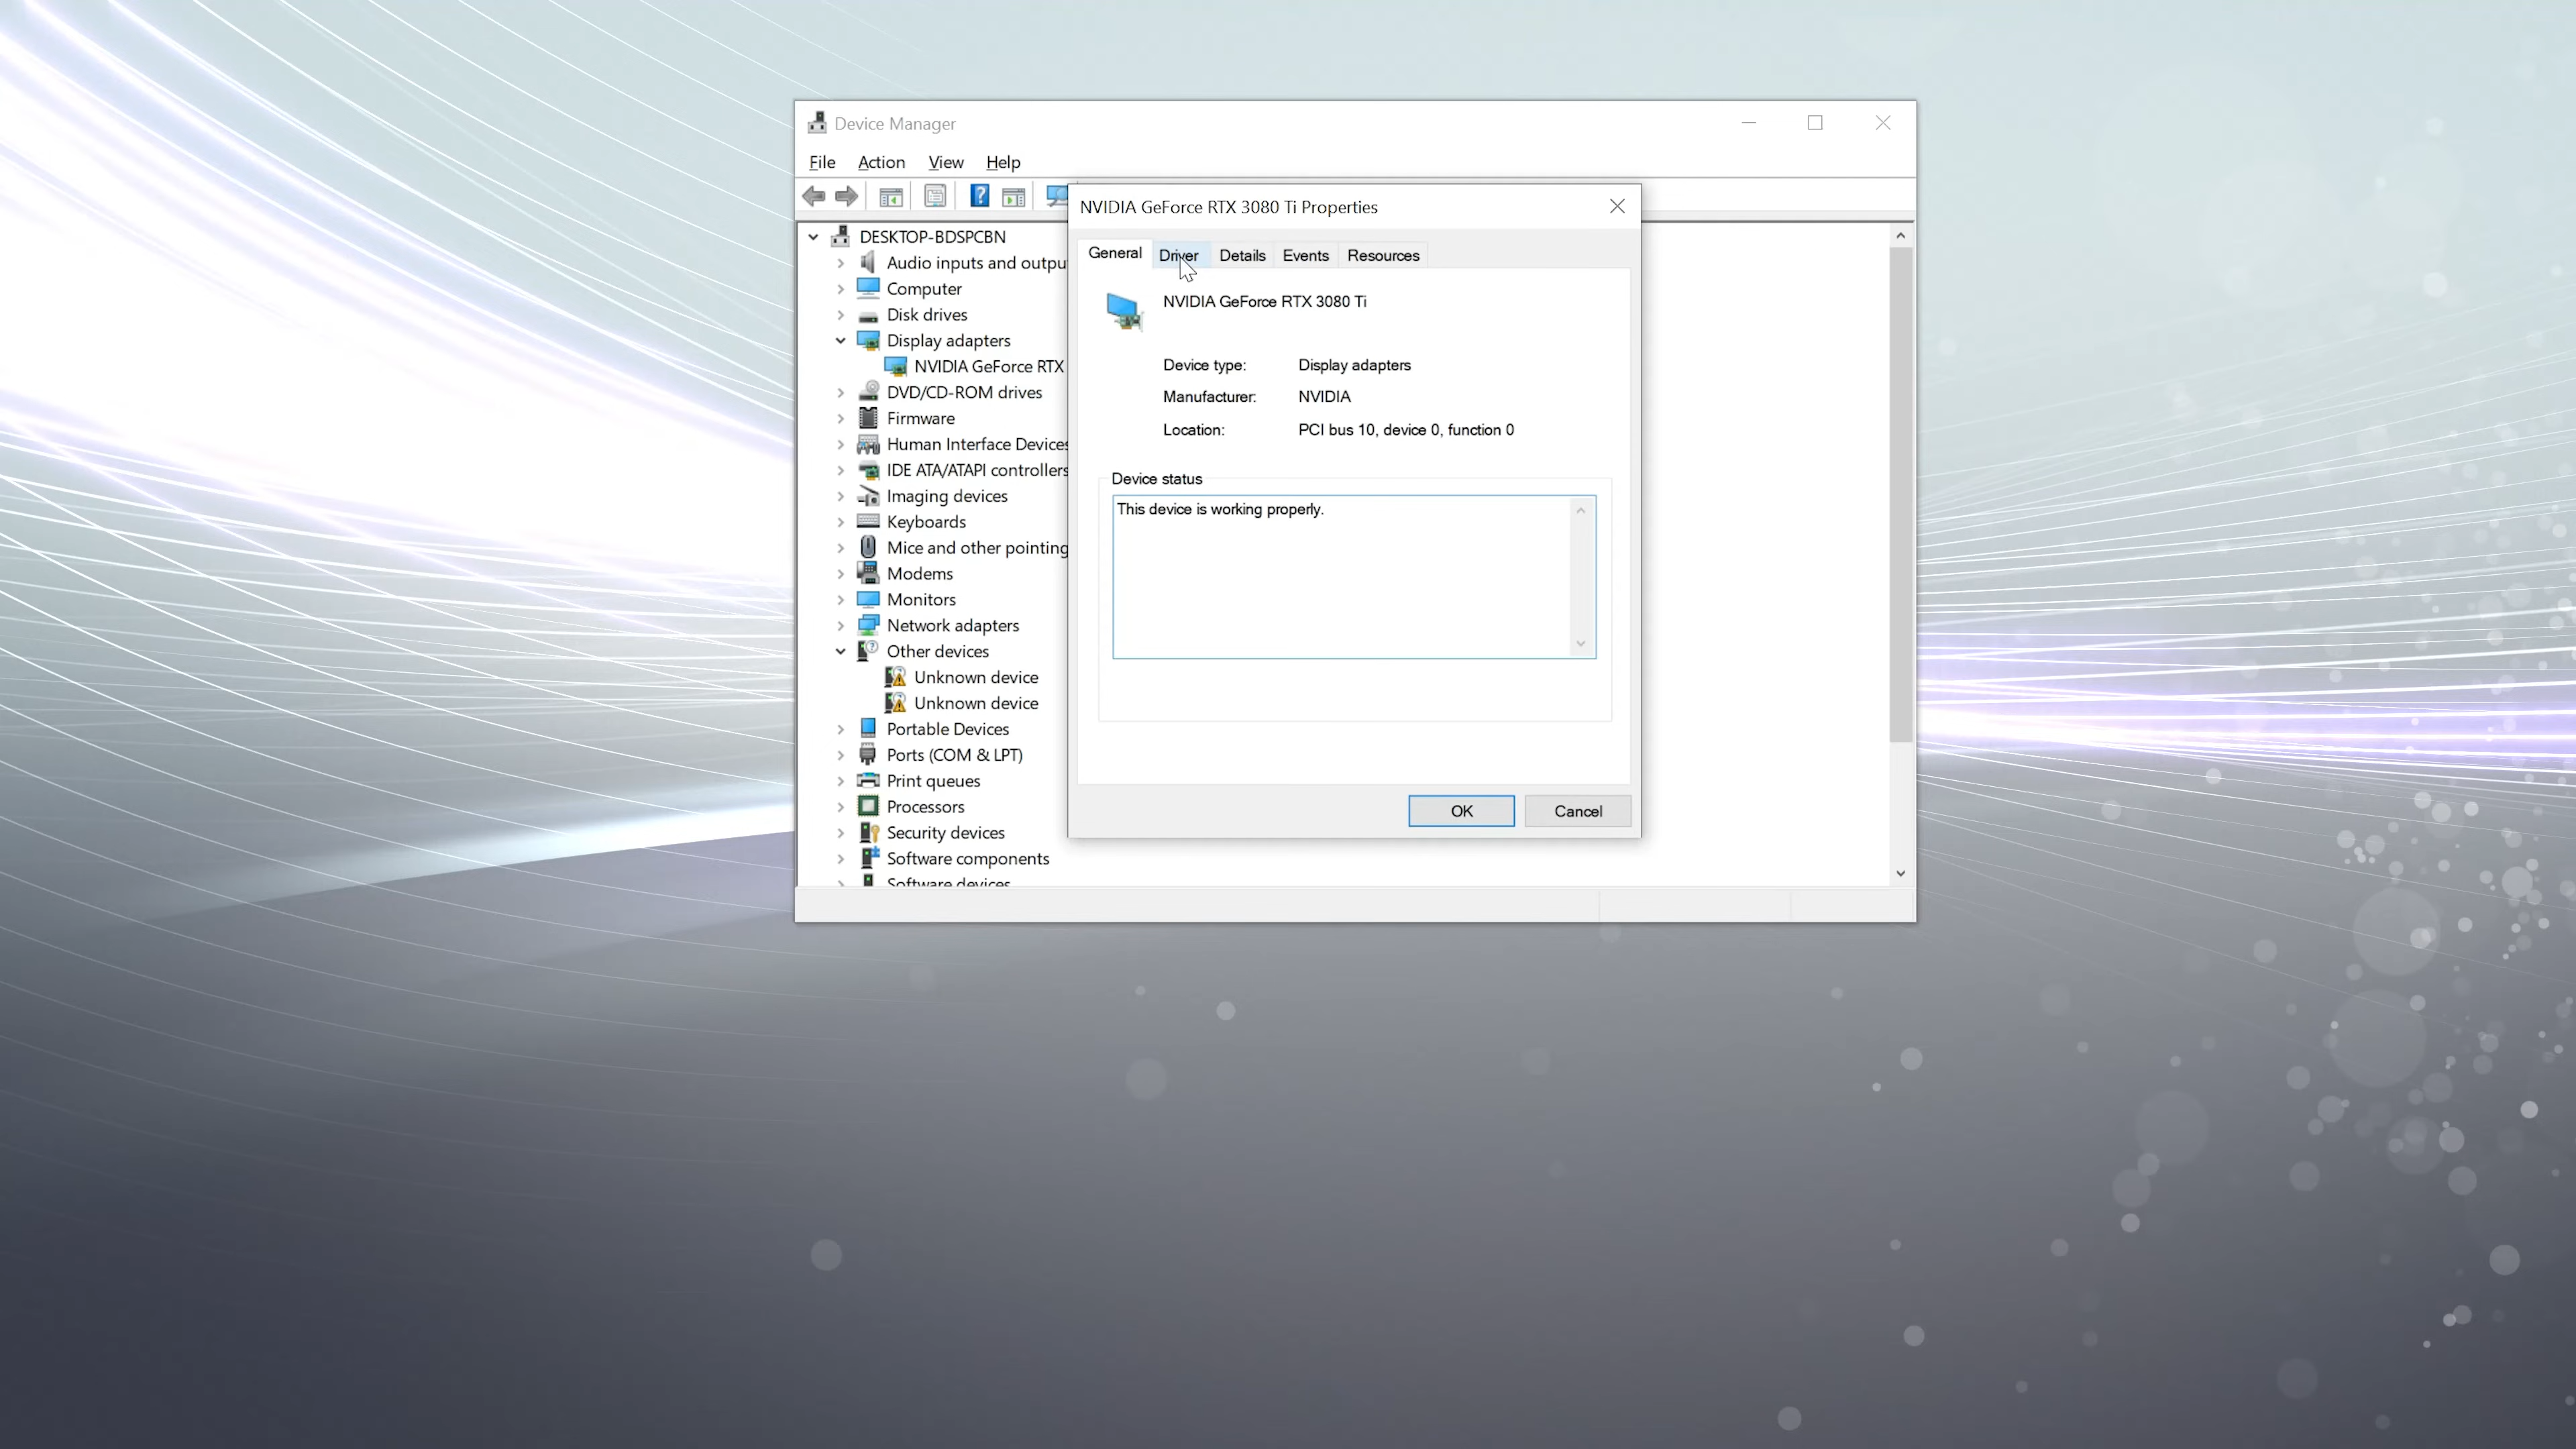 Device Manager
File Action View Help
NVIDIA GeForce RTX 3080 Ti Properties
DESKTOP-BDSPCBN
Audio inputs and outpu
Computer
Disk drives
Display adapters
NVIDIA GeForce RTX
DVD/CD-ROM drives
Firmware
Human Interface Devices
IDE ATA/ATAPI controllers
Imaging devices
Keyboards
Mice and other pointing
Modems
Monitors
Network adapters
Other devices
Unknown device
Unknown device
Portable Devices
Ports (COM & LPT)
Print queues
Processors
Security devices
Software components
Software devices
General Driver Details Events Resources
NVIDIA GeForce RTX 3080 Ti
Device type: Display adapters
Manufacturer: NVIDIA
Location: PCI bus 10, device 0, function 0
Device status
This device is working properly.
OK Cancel